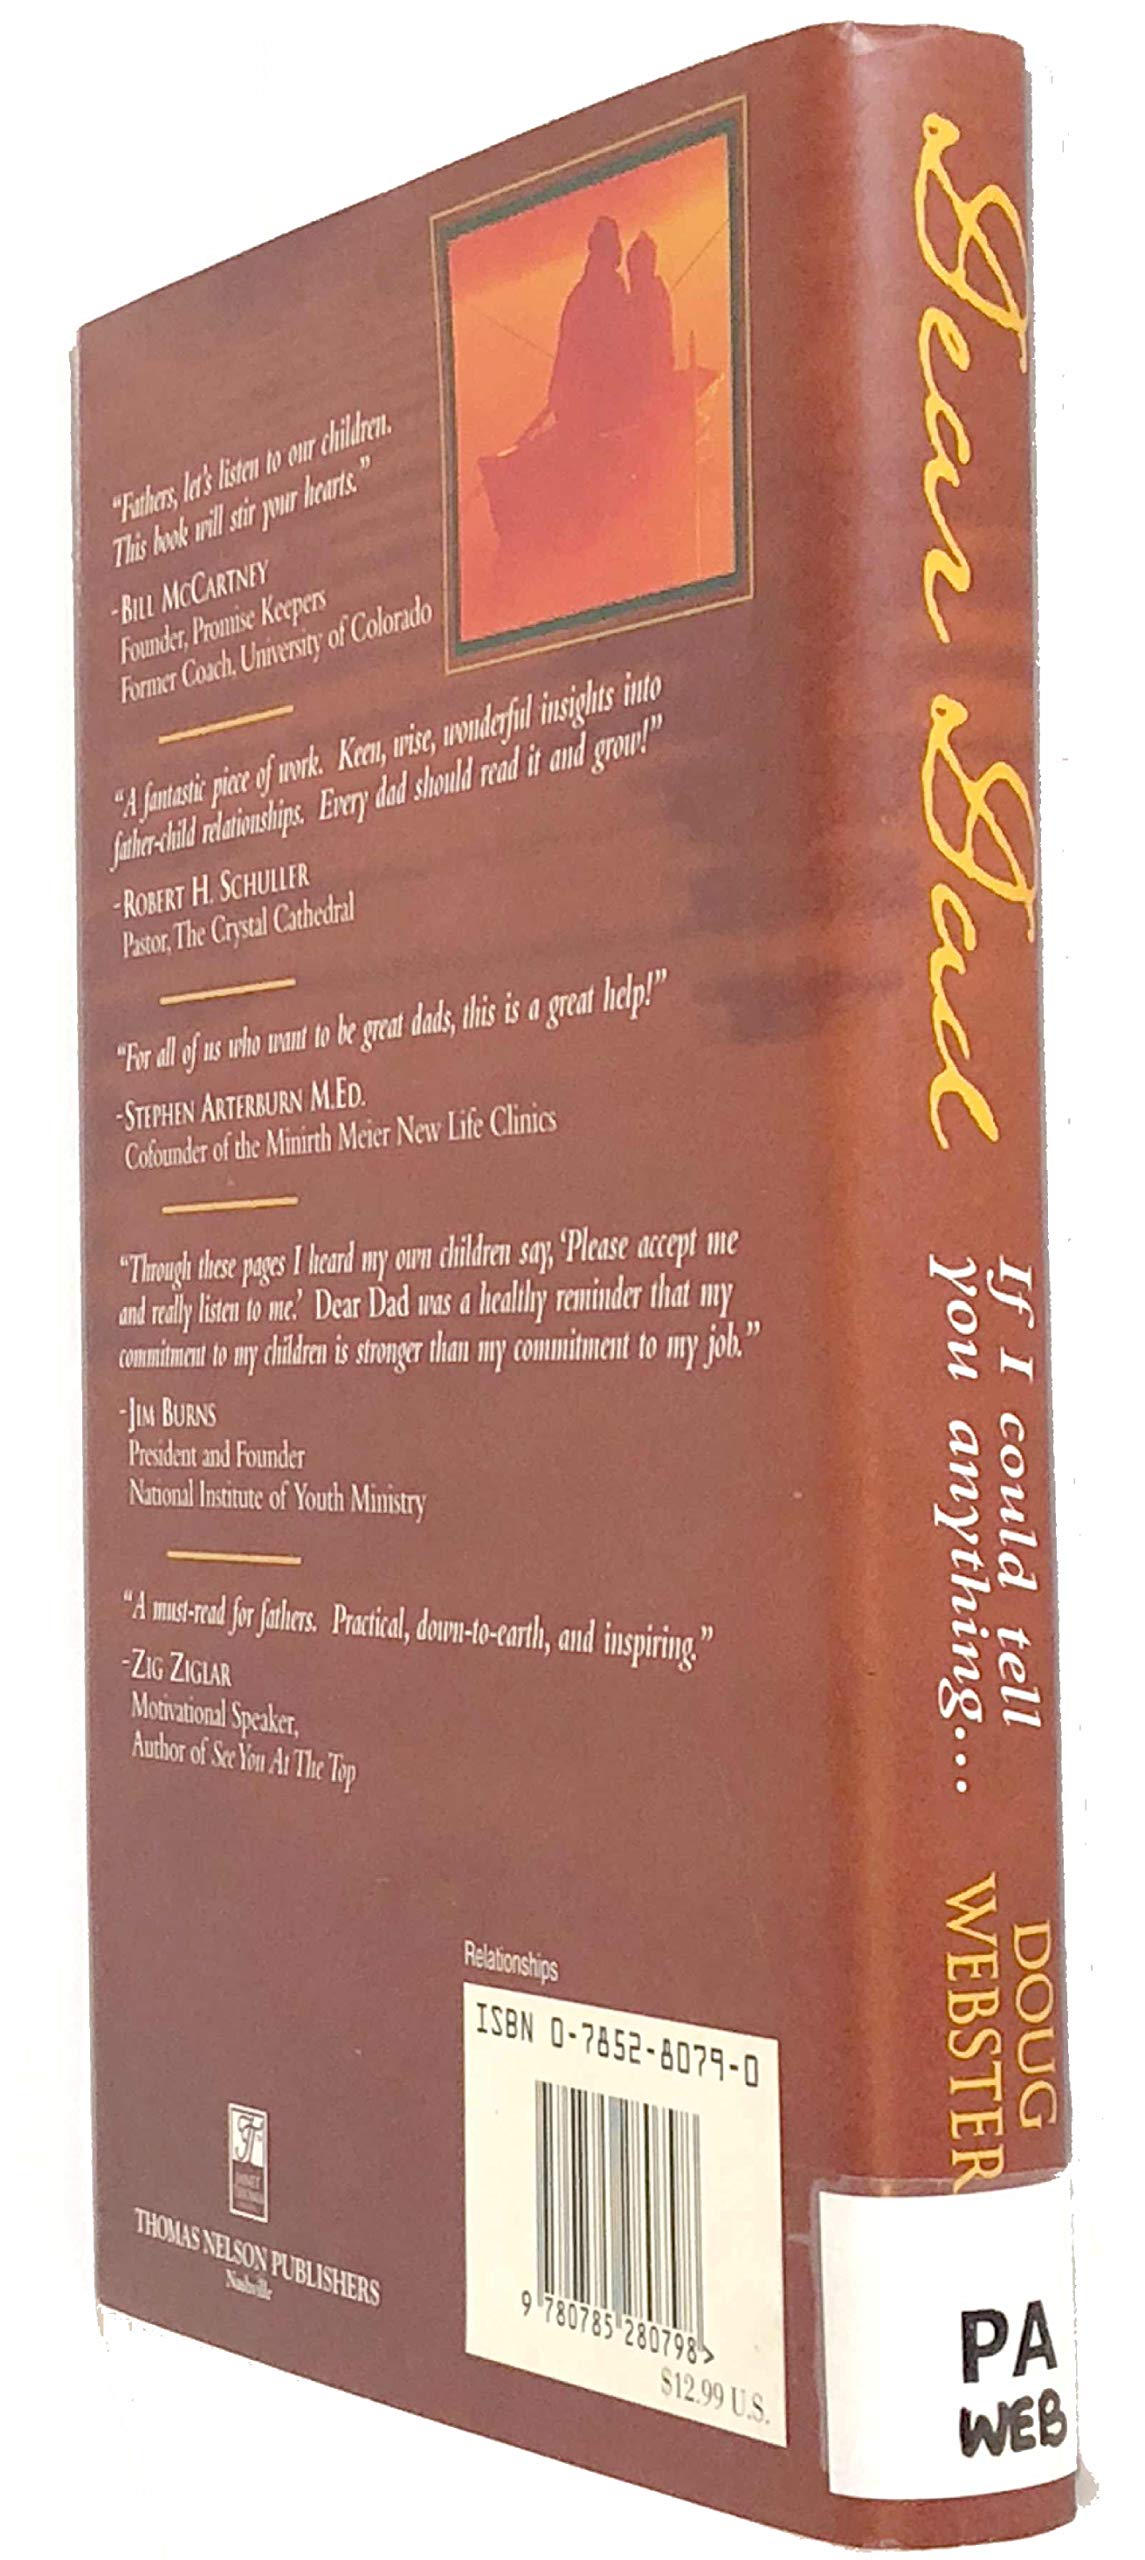 “Fathers, let's listen to our children.
This book will stir your hearts.”
-BILL MCCARTNEY
Founder, Promise Keepers
Former Coach, University of Colorado
“A fantastic piece of work. Keen, wise, wonderful insights into
father-child relationships. Every dad should read it and grow!”
-ROBERT H. SCHULLER
Pastor, The Crystal Cathedral
“For all of us who want to be great dads, this is a great help!”
-STEPHEN ARTERBURN M.ED.
Cofounder of the Minirth Meier New Life Clinics
“Through these pages I heard my own children say, ‘Please accept me
and really listen to me.’ Dear Dad was a healthy reminder that my
commitment to my children is stronger than my commitment to my job.”
-JIM BURNS
President and Founder
National Institute of Youth Ministry
“A must-read for fathers. Practical, down-to-earth, and inspiring.”
-ZIG ZIGLAR
Motivational Speaker,
Author of See You At The Top
Relationships
ISBN 0-7852-8079-0
9 780785 280798>
$12.99 U.S.
THOMAS NELSON PUBLISHERS
Nashville
Dear Dad
If I could tell
you anything...
DOUG
WEBSTER
PA
WEB